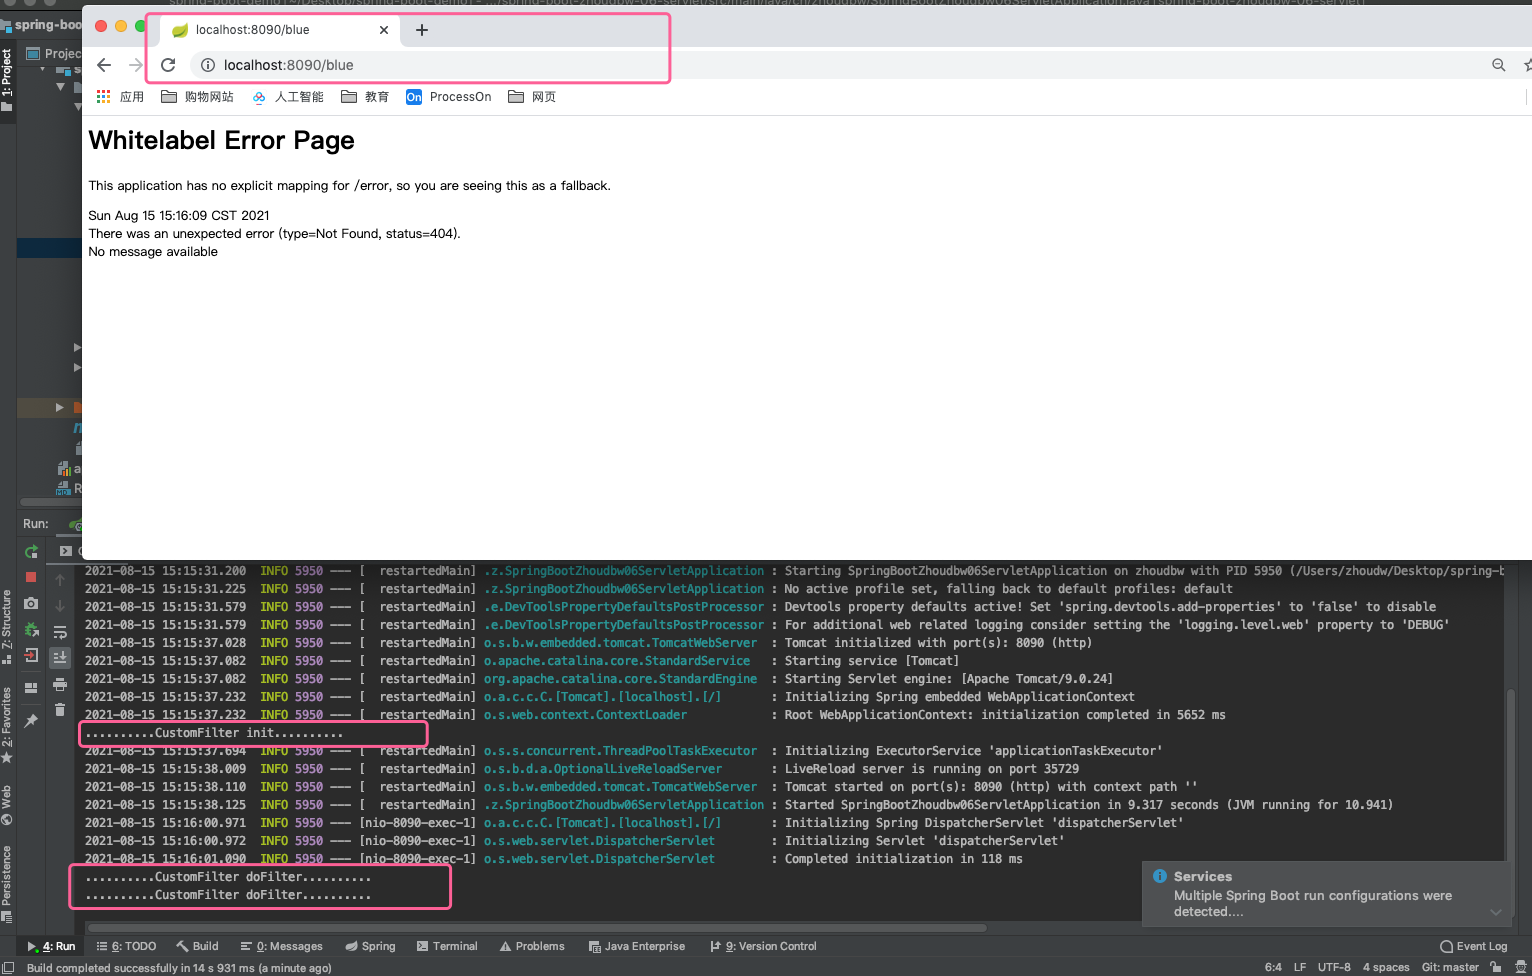 spring-boo
localhost:8090/blue
Projec
1: Project
localhost:8090/blue
应用 购物网站 人工智能 教育 On ProcessOn 网页
Whitelabel Error Page
This application has no explicit mapping for /error, so you are seeing this as a fallback.
Sun Aug 15 15:16:09 CST 2021
There was an unexpected error (type=Not Found, status=404).
No message available
Run:
2021-08-15 15:15:31.200 INFO 5950 --- [ restartedMain] .z.SpringBootZhoudbw06ServletApplication : Starting SpringBootZhoudbw06ServletApplication on zhoudbw with PID 5950 (/Users/zhoudw/Desktop/spring-b
2021-08-15 15:15:31.225 INFO 5950 --- [ restartedMain] .z.SpringBootZhoudbw06ServletApplication : No active profile set, falling back to default profiles: default
2021-08-15 15:15:31.579 INFO 5950 --- [ restartedMain] .e.DevToolsPropertyDefaultsPostProcessor : Devtools property defaults active! Set 'spring.devtools.add-properties' to 'false' to disable
2021-08-15 15:15:31.579 INFO 5950 --- [ restartedMain] .e.DevToolsPropertyDefaultsPostProcessor : For additional web related logging consider setting the 'logging.level.web' property to 'DEBUG'
2021-08-15 15:15:37.028 INFO 5950 --- [ restartedMain] o.s.b.w.embedded.tomcat.TomcatWebServer : Tomcat initialized with port(s): 8090 (http)
2021-08-15 15:15:37.082 INFO 5950 --- [ restartedMain] o.apache.catalina.core.StandardService : Starting service [Tomcat]
2021-08-15 15:15:37.082 INFO 5950 --- [ restartedMain] org.apache.catalina.core.StandardEngine : Starting Servlet engine: [Apache Tomcat/9.0.24]
2021-08-15 15:15:37.232 INFO 5950 --- [ restartedMain] o.a.c.c.C.[Tomcat].[localhost].[/] : Initializing Spring embedded WebApplicationContext
2021-08-15 15:15:37.232 INFO 5950 --- [ restartedMain] o.s.web.context.ContextLoader : Root WebApplicationContext: initialization completed in 5652 ms
..........CustomFilter init..........
2021-08-15 15:15:37.694 INFO 5950 --- [ restartedMain] o.s.s.concurrent.ThreadPoolTaskExecutor : Initializing ExecutorService 'applicationTaskExecutor'
2021-08-15 15:15:38.009 INFO 5950 --- [ restartedMain] o.s.b.d.a.OptionalLiveReloadServer : LiveReload server is running on port 35729
2021-08-15 15:15:38.110 INFO 5950 --- [ restartedMain] o.s.b.w.embedded.tomcat.TomcatWebServer : Tomcat started on port(s): 8090 (http) with context path ''
2021-08-15 15:15:38.125 INFO 5950 --- [ restartedMain] .z.SpringBootZhoudbw06ServletApplication : Started SpringBootZhoudbw06ServletApplication in 9.317 seconds (JVM running for 10.941)
2021-08-15 15:16:00.971 INFO 5950 --- [nio-8090-exec-1] o.a.c.c.C.[Tomcat].[localhost].[/] : Initializing Spring DispatcherServlet 'dispatcherServlet'
2021-08-15 15:16:00.972 INFO 5950 --- [nio-8090-exec-1] o.s.web.servlet.DispatcherServlet : Initializing Servlet 'dispatcherServlet'
2021-08-15 15:16:01.090 INFO 5950 --- [nio-8090-exec-1] o.s.web.servlet.DispatcherServlet : Completed initialization in 118 ms
..........CustomFilter doFilter..........
..........CustomFilter doFilter..........
Z: Structure
2: Favorites
Web
Persistence
Services
Multiple Spring Boot run configurations were
detected....
4: Run 6: TODO Build 0: Messages Spring Terminal Problems Java Enterprise 9: Version Control Event Log
Build completed successfully in 14 s 931 ms (a minute ago) 6:4 LF UTF-8 4 spaces Git: master